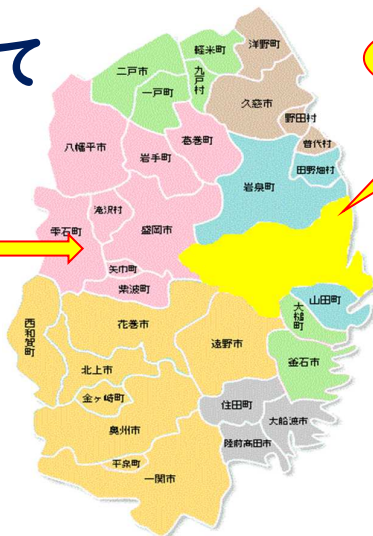 て
軽米町
洋野町
二戸市
九戸村
一戸町
久慈市
野田村
普代村
八幡平市
葛巻町
岩手町
岩泉町
田野畑村
滝沢村
雫石町
盛岡市
矢巾町
紫波町
山田町
大槌町
花巻市
遠野市
西和賀町
北上市
釜石市
金ヶ崎町
住田町
大船渡市
奥州市
陸前高田市
平泉町
一関市